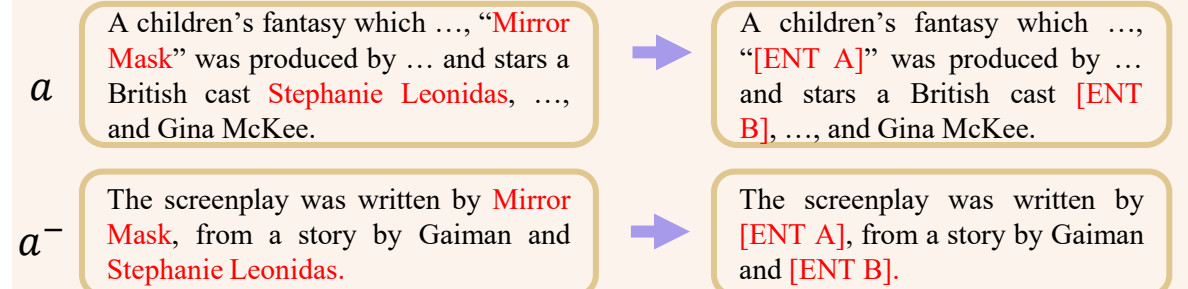 a
A children's fantasy which …, “Mirror
Mask” was produced by … and stars a
British cast Stephanie Leonidas, …,
and Gina McKee.
A children's fantasy which …,
“[ENT A]” was produced by …
and stars a British cast [ENT
B], …, and Gina McKee.
a⁻
The screenplay was written by Mirror
Mask, from a story by Gaiman and
Stephanie Leonidas.
The screenplay was written by
[ENT A], from a story by Gaiman
and [ENT B].